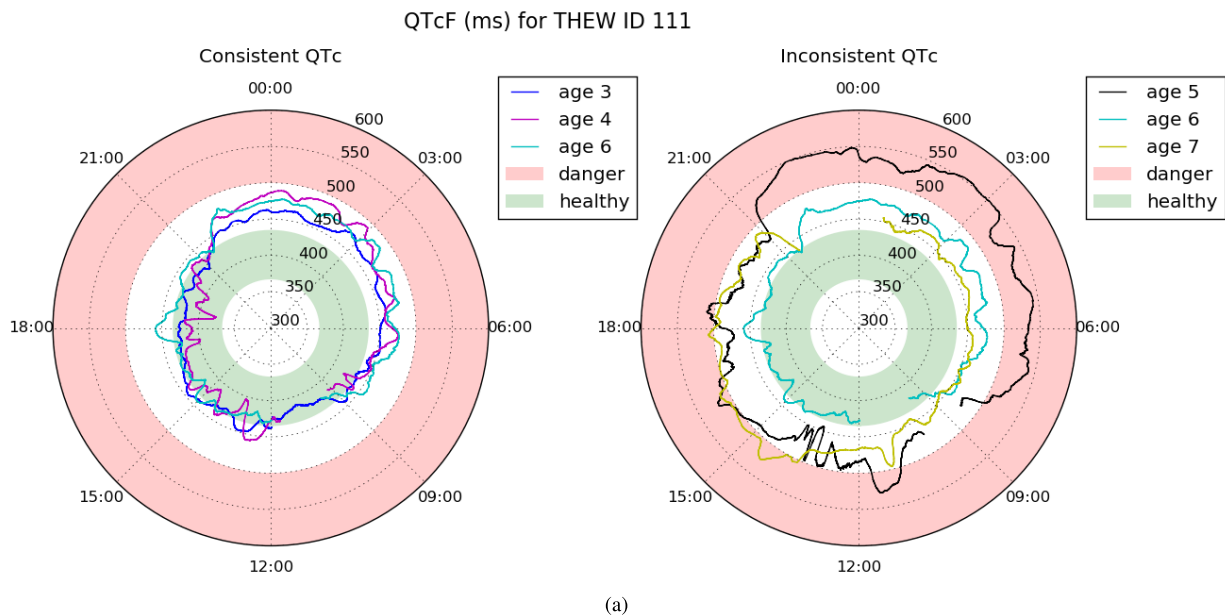 QTcF (ms) for THEW ID 111
Consistent QTc
00:00
03:00
06:00
09:00
12:00
15:00
18:00
21:00
600
550
500
450
400
350
300
age 3
age 4
age 6
danger
healthy
Inconsistent QTc
00:00
03:00
06:00
09:00
12:00
15:00
18:00
21:00
600
550
500
450
400
350
300
age 5
age 6
age 7
danger
healthy
(a)